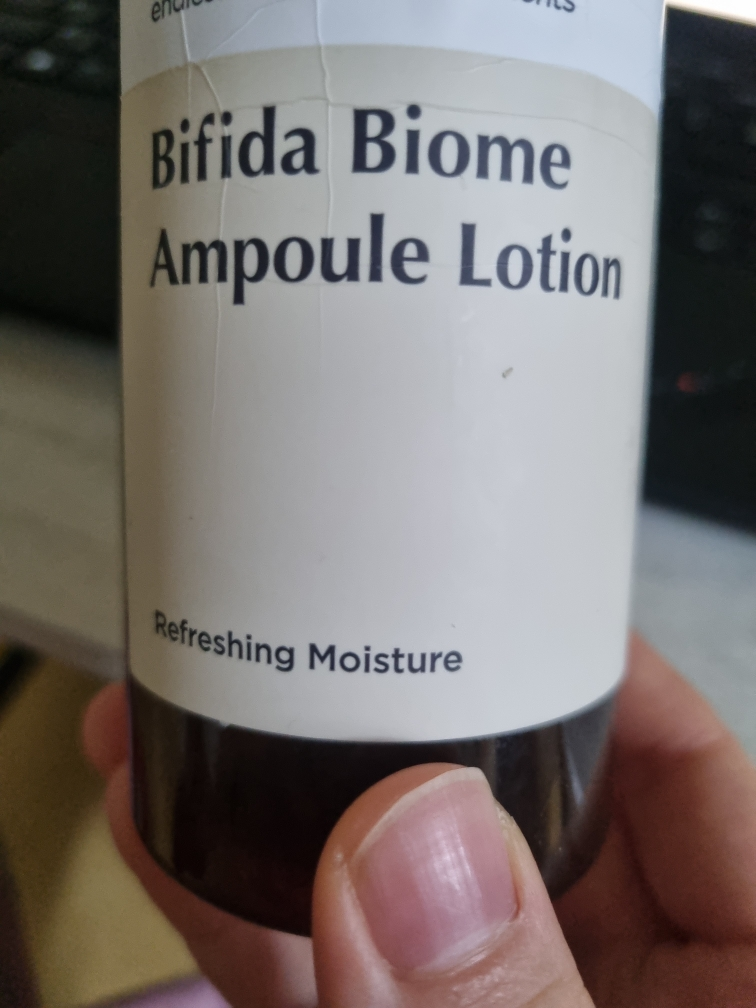 Bifida Biome
Ampoule Lotion
Refreshing Moisture